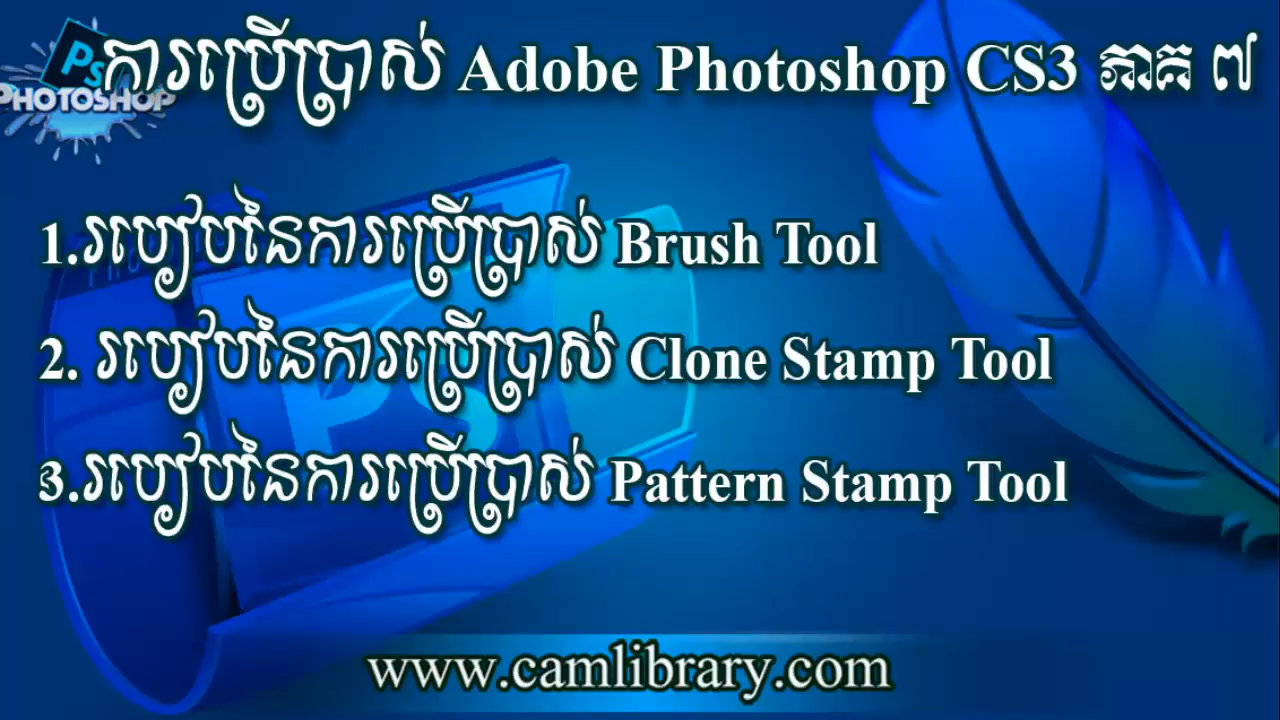 ការប្រើប្រាស់ Adobe Photoshop CS3 ភាគ ៧
Ps
PHOTOSHOP
1.របៀបនៃការប្រើប្រាស់ Brush Tool
2. របៀបនៃការប្រើប្រាស់ Clone Stamp Tool
3.របៀបនៃការប្រើប្រាស់ Pattern Stamp Tool
PS
www.camlibrary.com